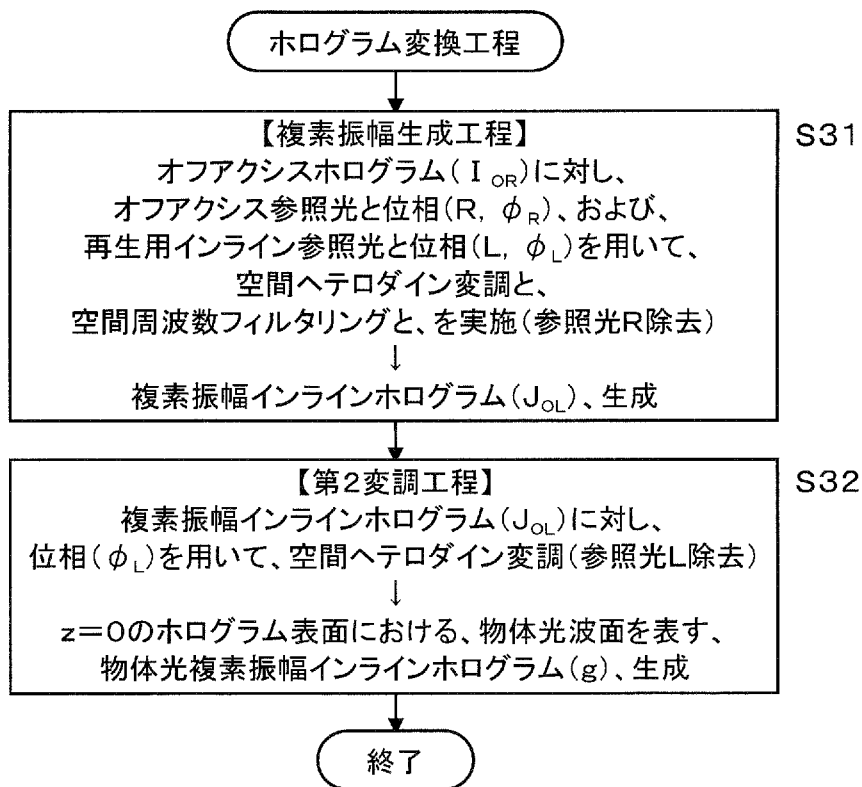 ホログラム変換工程
S31
【複素振幅生成工程】
オフアクシスホログラム(I_OR)に対し、
オフアクシス参照光と位相(R, φ_R)、および、
再生用インライン参照光と位相(L, φ_L)を用いて、
空間ヘテロダイン変調と、
空間周波数フィルタリングと、を実施(参照光R除去)
↓
複素振幅インラインホログラム(J_OL)、生成
S32
【第2変調工程】
複素振幅インラインホログラム(J_OL)に対し、
位相(φ_L)を用いて、空間ヘテロダイン変調(参照光L除去)
↓
z=0のホログラム表面における、物体光波面を表す、
物体光複素振幅インラインホログラム(g)、生成
終了